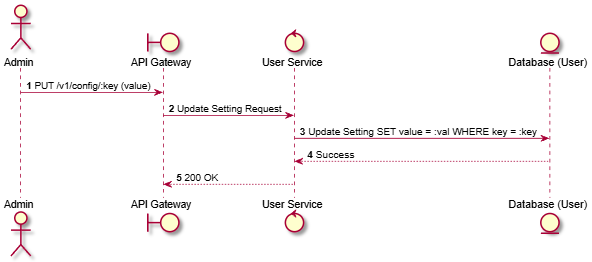 Admin
API Gateway
User Service
Database (User)
1 PUT /v1/config/:key (value)
2 Update Setting Request
3 Update Setting SET value = :val WHERE key = :key
4 Success
5 200 OK
Admin
API Gateway
User Service
Database (User)